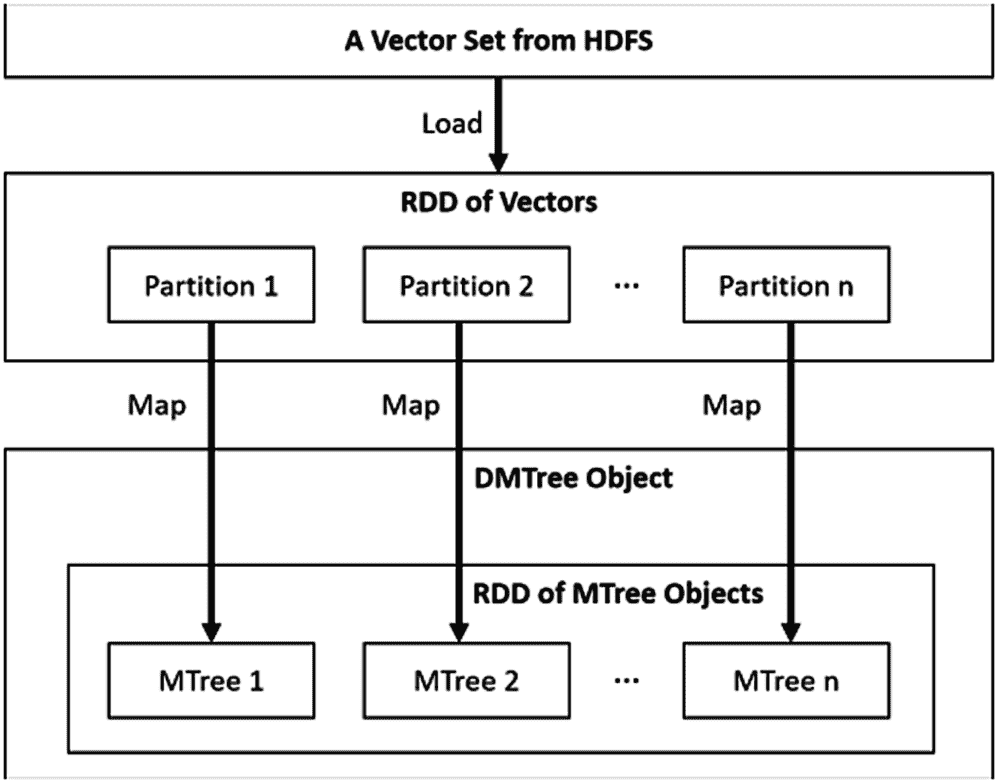 A Vector Set from HDFS
Load
RDD of Vectors
Partition 1 Partition 2 ... Partition n
Map Map Map
DMTree Object
RDD of MTree Objects
MTree 1 MTree 2 ... MTree n